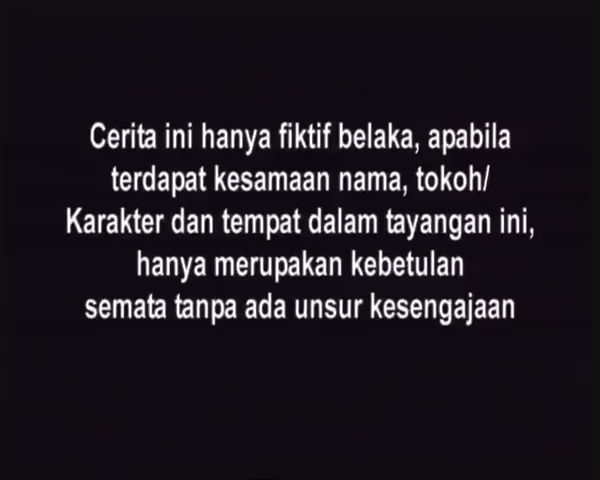 Cerita ini hanya fiktif belaka, apabila
terdapat kesamaan nama, tokoh/
Karakter dan tempat dalam tayangan ini,
hanya merupakan kebetulan
semata tanpa ada unsur kesengajaan